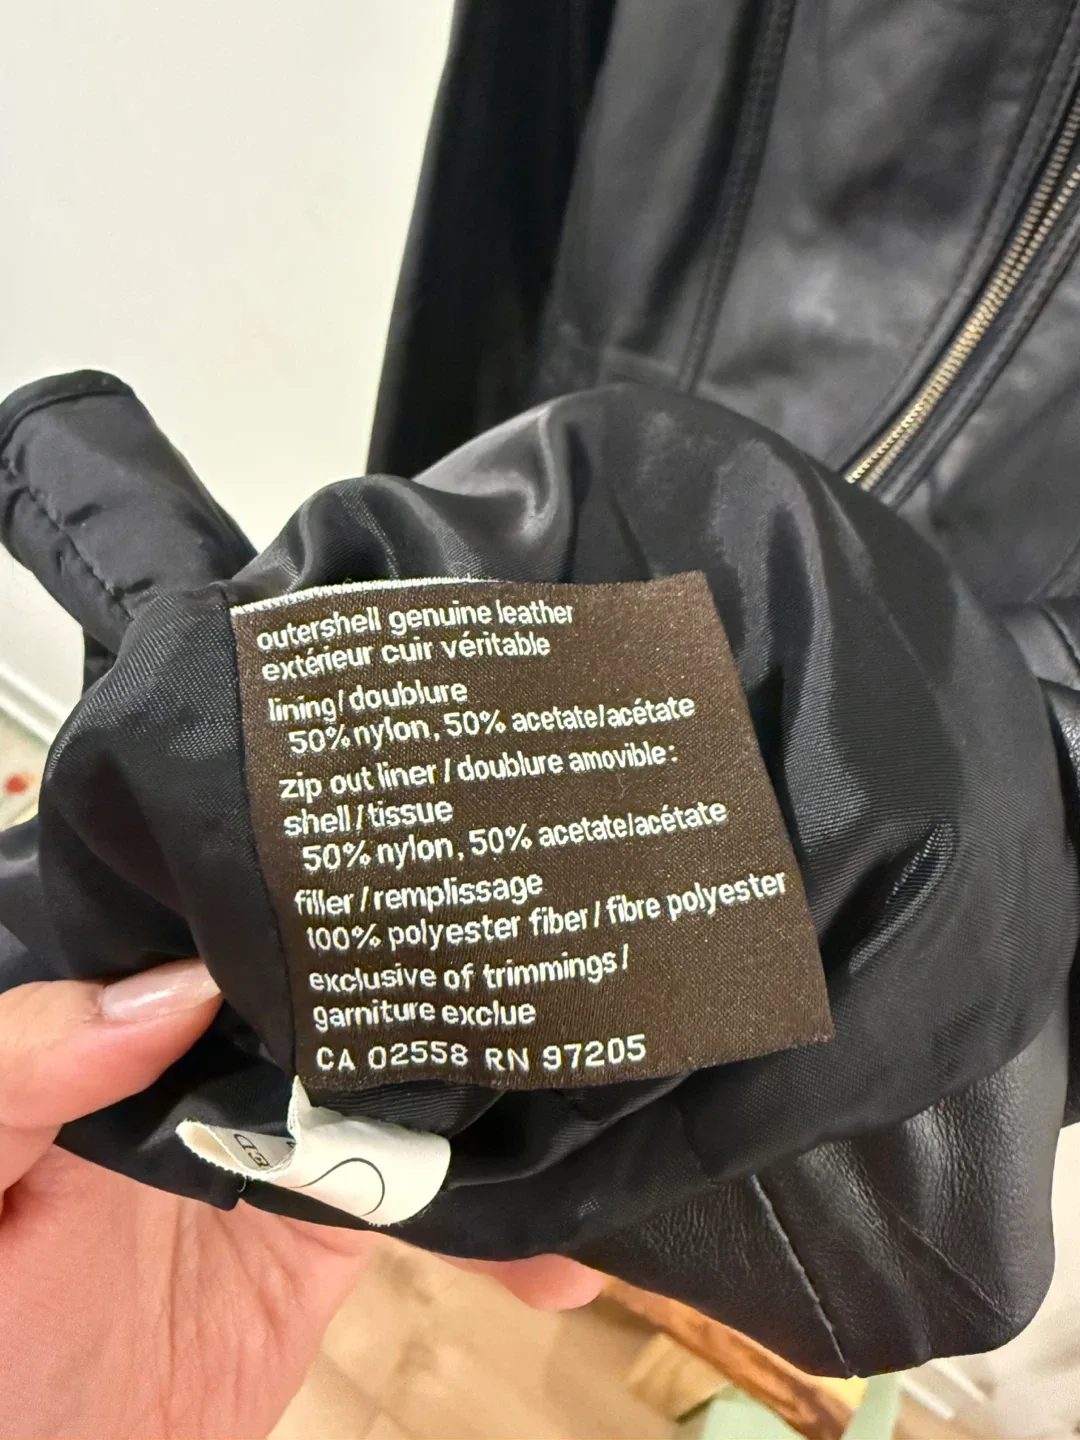 outershell genuine leather
extérieur cuir véritable
lining/doublure
50% nylon, 50% acetate/acétate
zip out liner / doublure amovible:
shell/tissue
50% nylon, 50% acetate/acétate
filler / remplissage
100% polyester fiber / fibre polyester
exclusive of trimmings/
garniture exclue
CA 02558 RN 97205